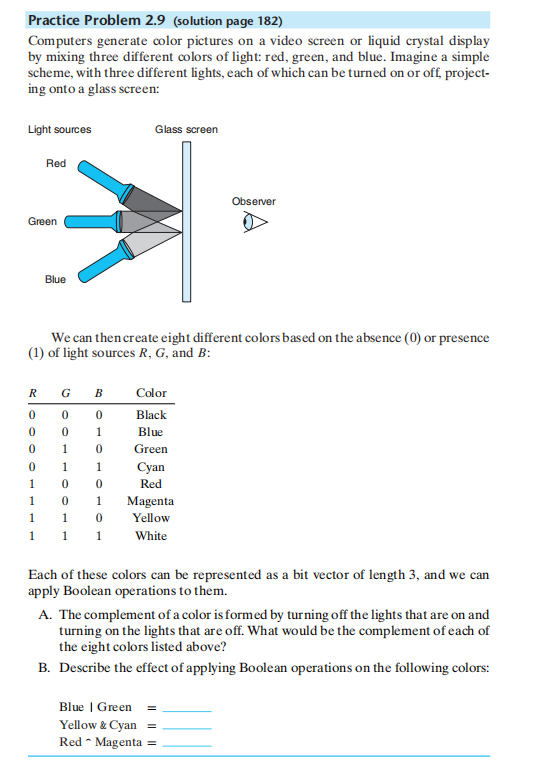 Practice Problem 2.9 (solution page 182)
Computers generate color pictures on a video screen or liquid crystal display
by mixing three different colors of light: red, green, and blue. Imagine a simple
scheme, with three different lights, each of which can be turned on or off, project-
ing onto a glass screen:
Light sources Glass screen
Red
Observer
Green
Blue
We can then create eight different colors based on the absence (0) or presence
(1) of light sources R, G, and B:
R G B Color
0 0 0 Black
0 0 1 Blue
0 1 0 Green
0 1 1 Cyan
1 0 0 Red
1 0 1 Magenta
1 1 0 Yellow
1 1 1 White
Each of these colors can be represented as a bit vector of length 3, and we can
apply Boolean operations to them.
A. The complement of a color is formed by turning off the lights that are on and
turning on the lights that are off. What would be the complement of each of
the eight colors listed above?
B. Describe the effect of applying Boolean operations on the following colors:
Blue | Green =
Yellow & Cyan =
Red ^ Magenta =